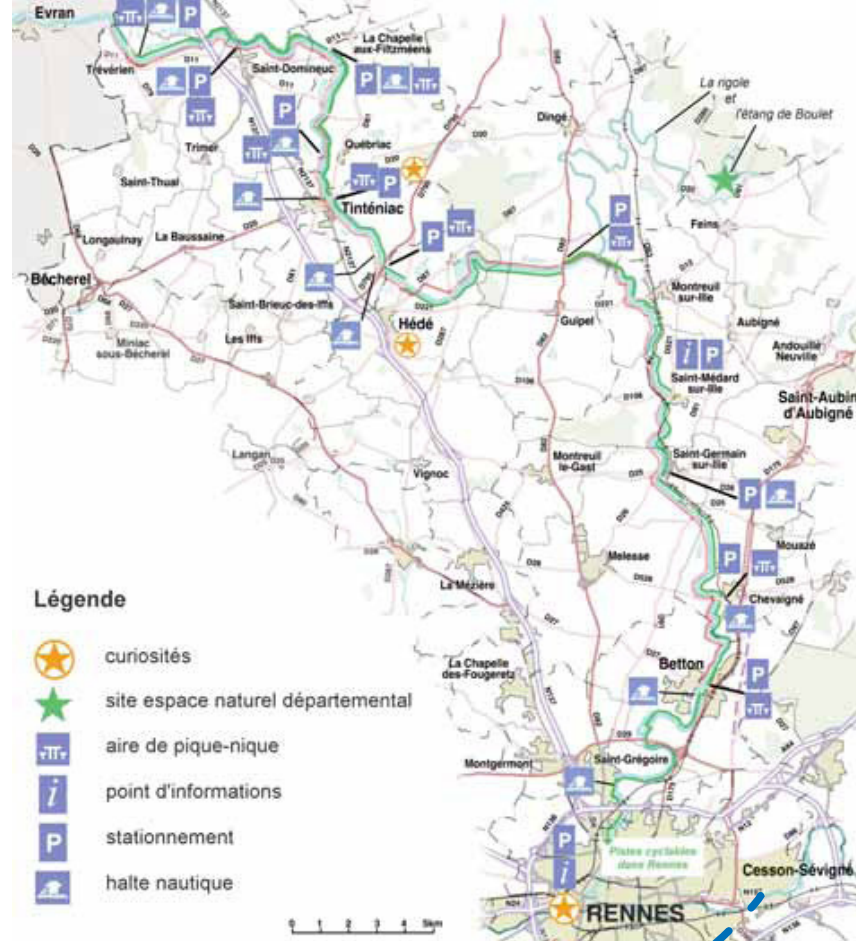 Evran
Trévérien
Saint-Domineuc
La Chapelle
aux-Filtzméens
La rigole
et
l'étang de Boulet
Dingé
Trimer
Québriac
Saint-Thual
Tinténiac
Feins
Longaulnay
La Baussaine
Bécherel
Saint-Brieuc-des-Iffs
Montreuil
sur-Ille
Hédé
Guipel
Aubigné
Les Iffs
Miniac
sous-Bécherel
Andouillé
Neuville
Saint-Médard
sur-Ille
Saint-Aubin
d'Aubigné
Langan
Vignoc
Montreuil
le-Gast
Saint-Germain
sur-Ille
Mouazé
Melesse
La Mézière
Chevaigné
La Chapelle
des-Fougeretz
Betton
Montgermont
Saint-Grégoire
Pistes cyclables
dans Rennes
Cesson-Sévigné
RENNES
Légende
curiosités
site espace naturel départemental
aire de pique-nique
i point d'informations
P stationnement
halte nautique
0 1 2 3 4 5km